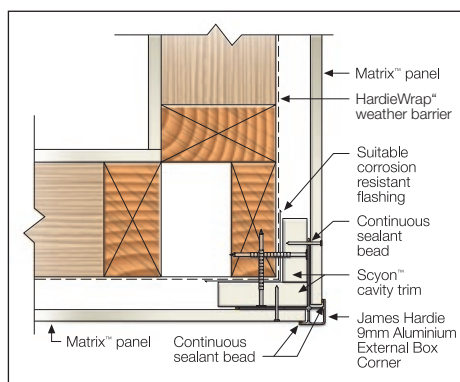 Matrix™ panel
HardieWrap®
weather barrier
Suitable
corrosion
resistant
flashing
Continuous
sealant
bead
Scyon™
cavity trim
James Hardie
9mm Aluminium
External Box
Corner
Matrix™ panel
Continuous
sealant bead